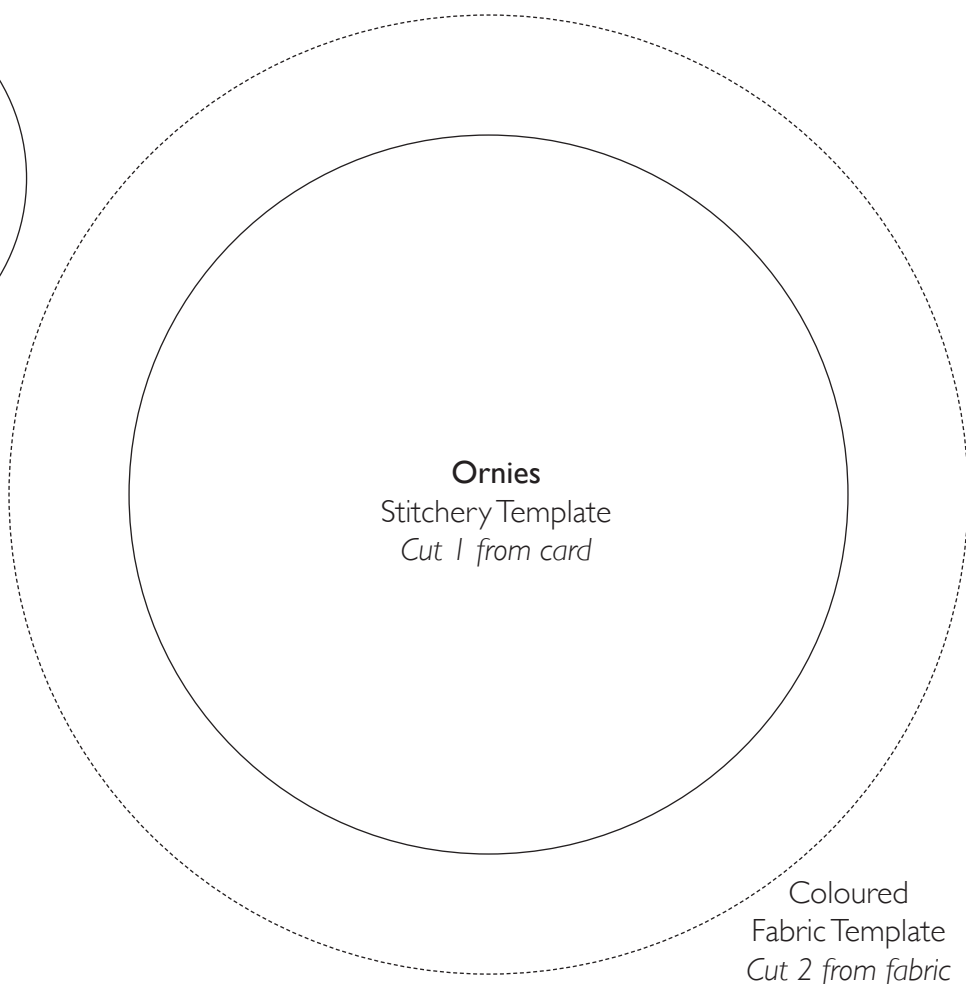 Ornies
Stitchery Template
Cut 1 from card
Coloured
Fabric Template
Cut 2 from fabric